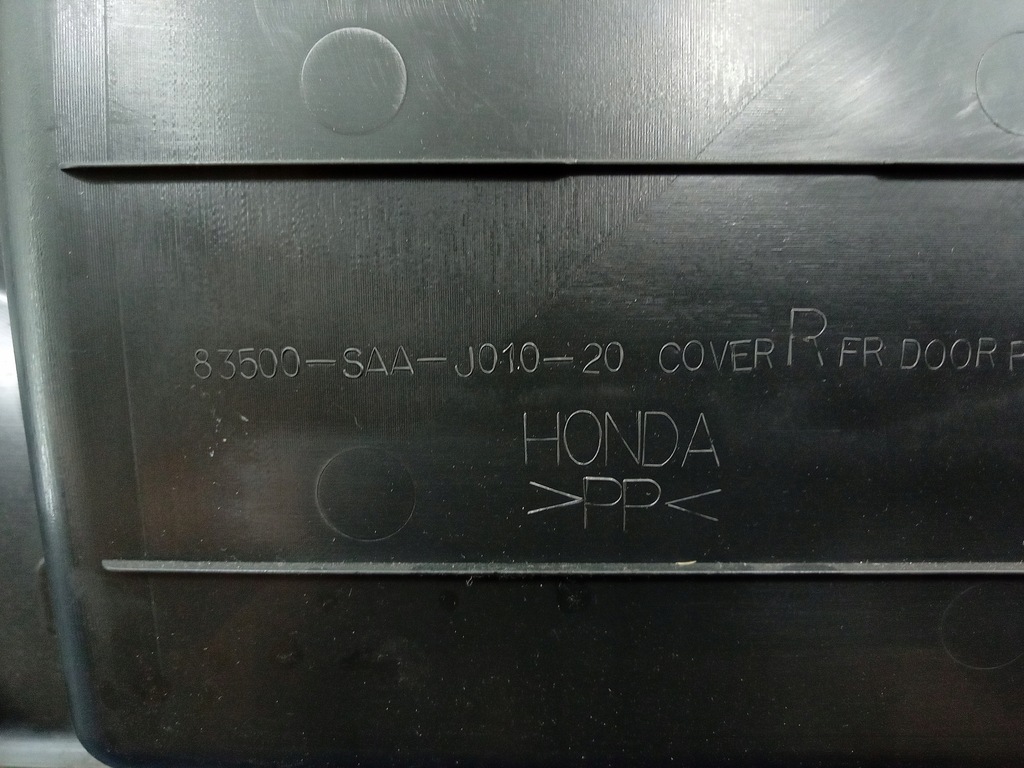 83500-SAA-J010-20 COVER R FR DOOR
HONDA
>PP<